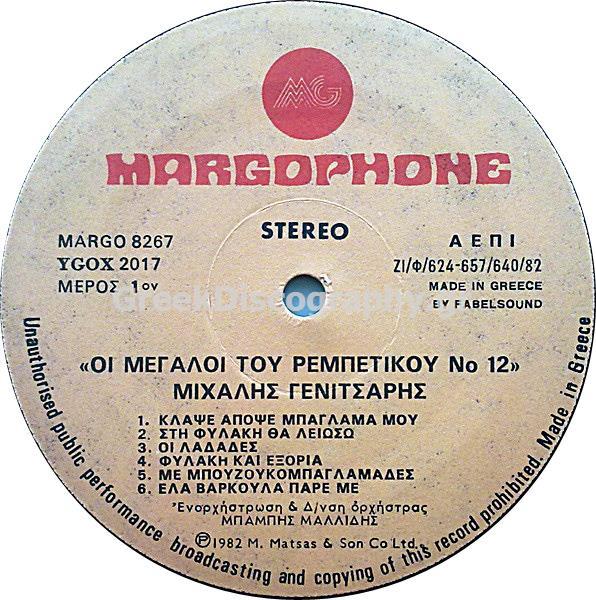 MG
MARGOPHONE
STEREO
MARGO 8267
YGOX 2017
ΜΕΡΟΣ 1ον
Α Ε Π Ι
ΖΙ/Φ/624-657/640/82
MADE IN GREECE
BY FABELSOUND
GreekDiscography
«ΟΙ ΜΕΓΑΛΟΙ ΤΟΥ ΡΕΜΠΕΤΙΚΟΥ Νο 12»
ΜΙΧΑΛΗΣ ΓΕΝΙΤΣΑΡΗΣ
1. ΚΛΑΨΕ ΑΠΟΨΕ ΜΠΑΓΛΑΜΑ ΜΟΥ
2. ΣΤΗ ΦΥΛΑΚΗ ΘΑ ΛΕΙΩΣΩ
3. ΟΙ ΛΑΔΑΔΕΣ
4. ΦΥΛΑΚΗ ΚΑΙ ΕΞΟΡΙΑ
5. ΜΕ ΜΠΟΥΖΟΥΚΟΜΠΑΓΛΑΜΑΔΕΣ
6. ΕΛΑ ΒΑΡΚΟΥΛΑ ΠΑΡΕ ΜΕ
Ἐνορχήστρωση & Δ/νση ὀρχήστρας
ΜΠΑΜΠΗΣ ΜΑΛΛΙΔΗΣ
℗1982 M. Matsas & Son Co Ltd.
Unauthorised public performance broadcasting and copying of this record prohibited. Made in Greece